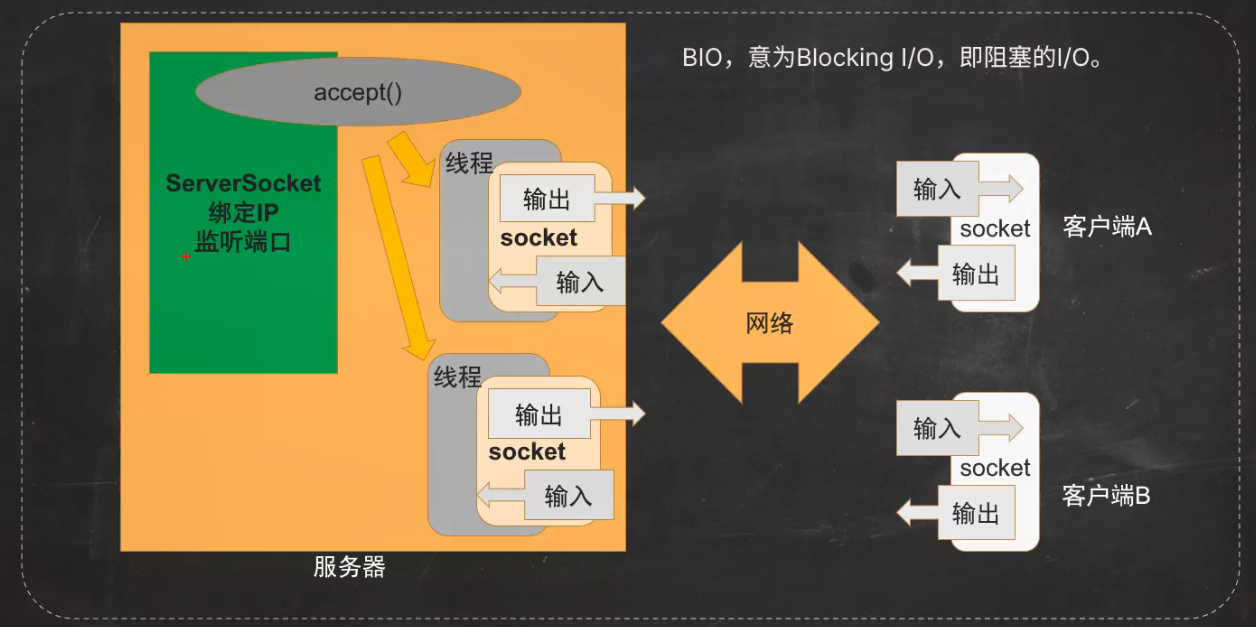 BIO，意为Blocking I/O，即阻塞的I/O。
accept()
ServerSocket
绑定IP
监听端口
线程
输出
socket
输入
线程
输出
socket
输入
服务器
网络
输入
socket
输出
客户端A
输入
socket
输出
客户端B